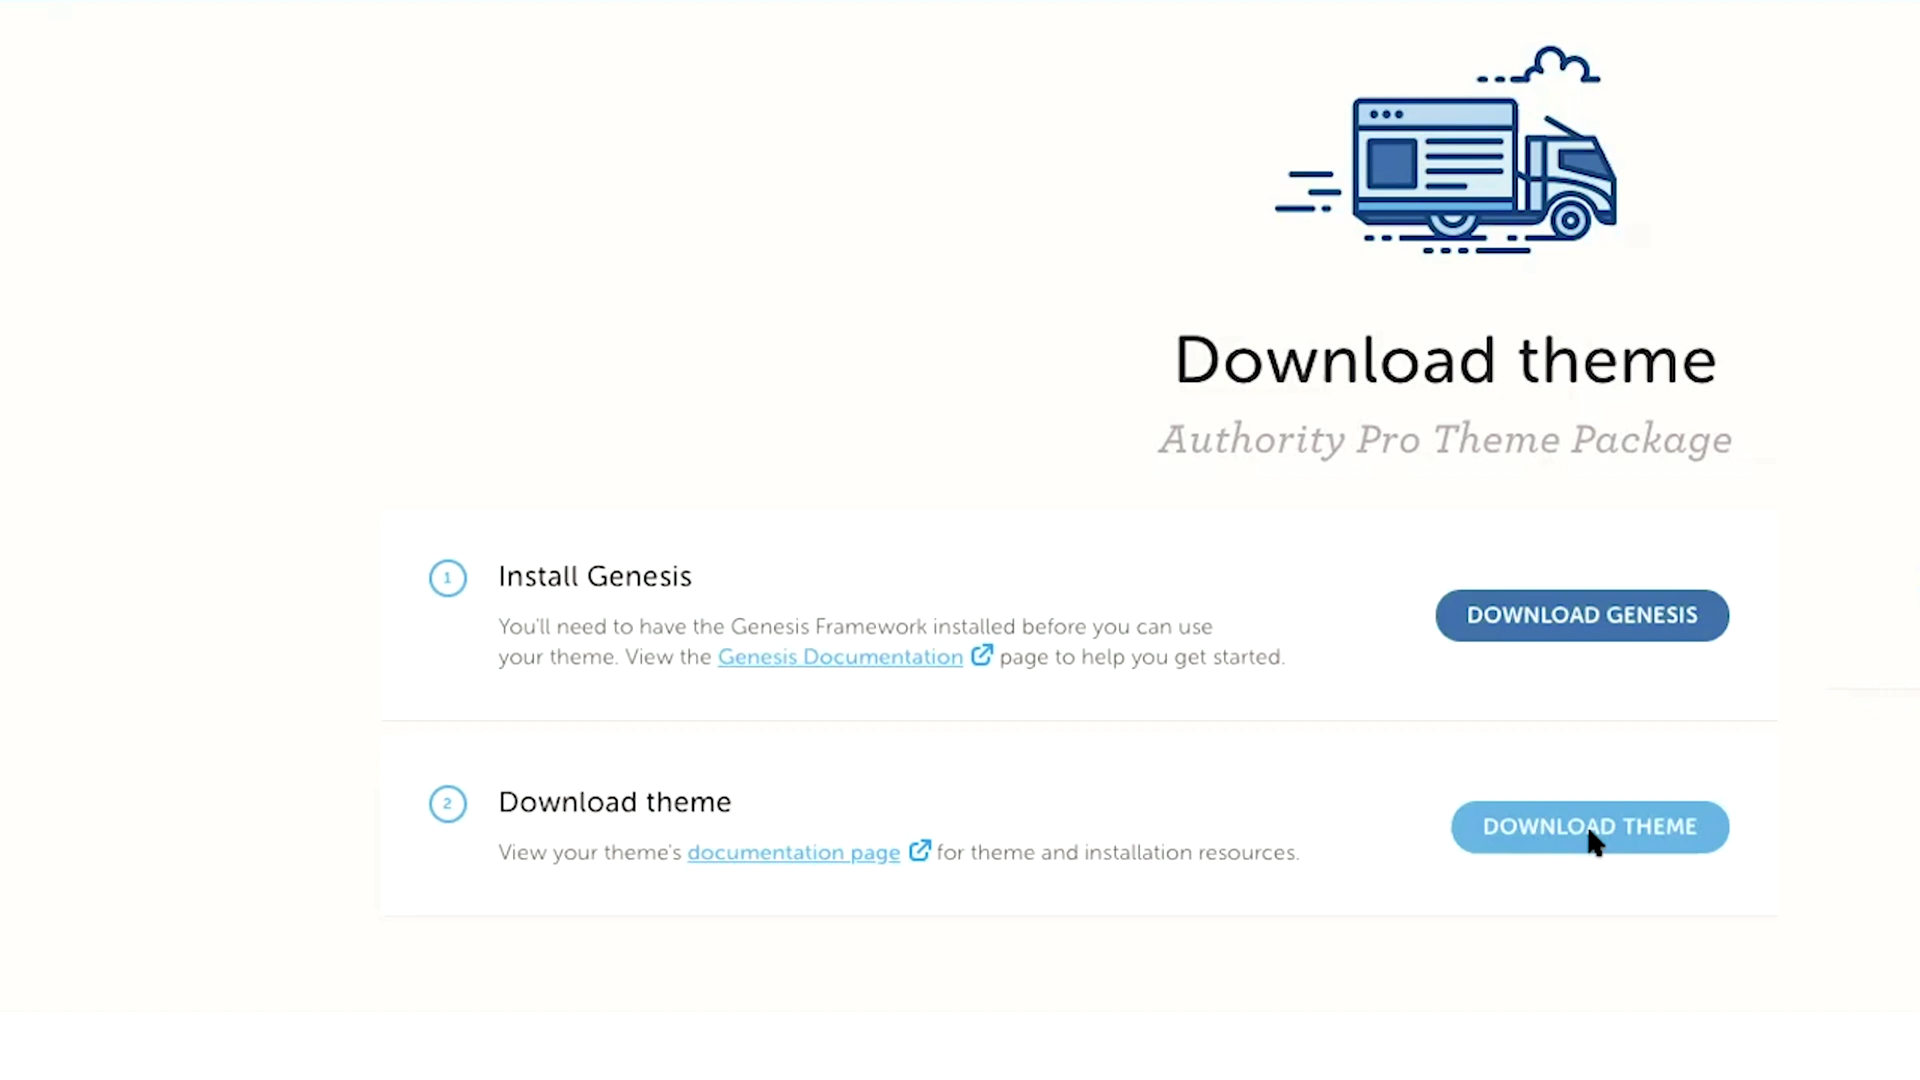 Download theme
Authority Pro Theme Package
1
Install Genesis
You'll need to have the Genesis Framework installed before you can use
your theme. View the Genesis Documentation page to help you get started.
DOWNLOAD GENESIS
2
Download theme
View your theme's documentation page for theme and installation resources.
DOWNLOAD THEME